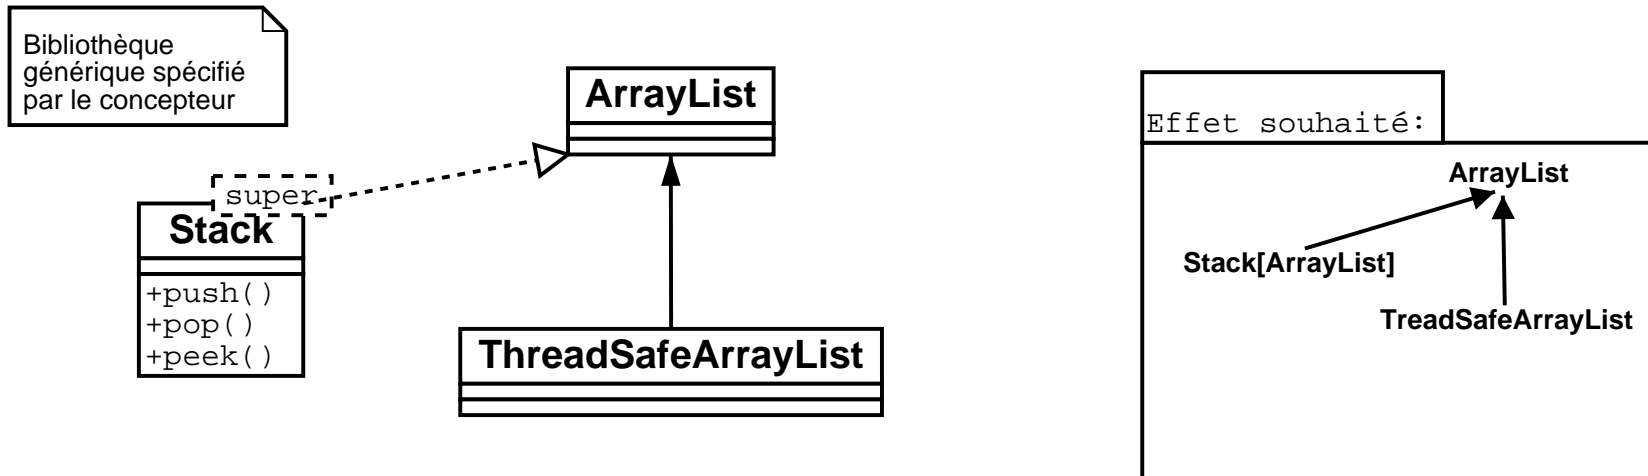 Bibliothèque
générique spécifié
par le concepteur
ArrayList
super
Stack
+push()
+pop()
+peek()
ThreadSafeArrayList
Effet souhaité:
ArrayList
Stack[ArrayList]
TreadSafeArrayList